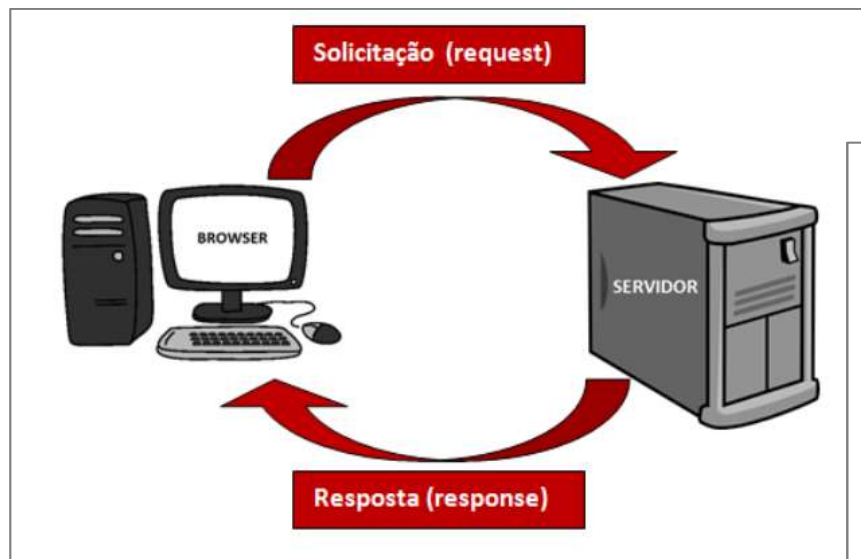 Solicitação (request)
BROWSER
SERVIDOR
Resposta (response)